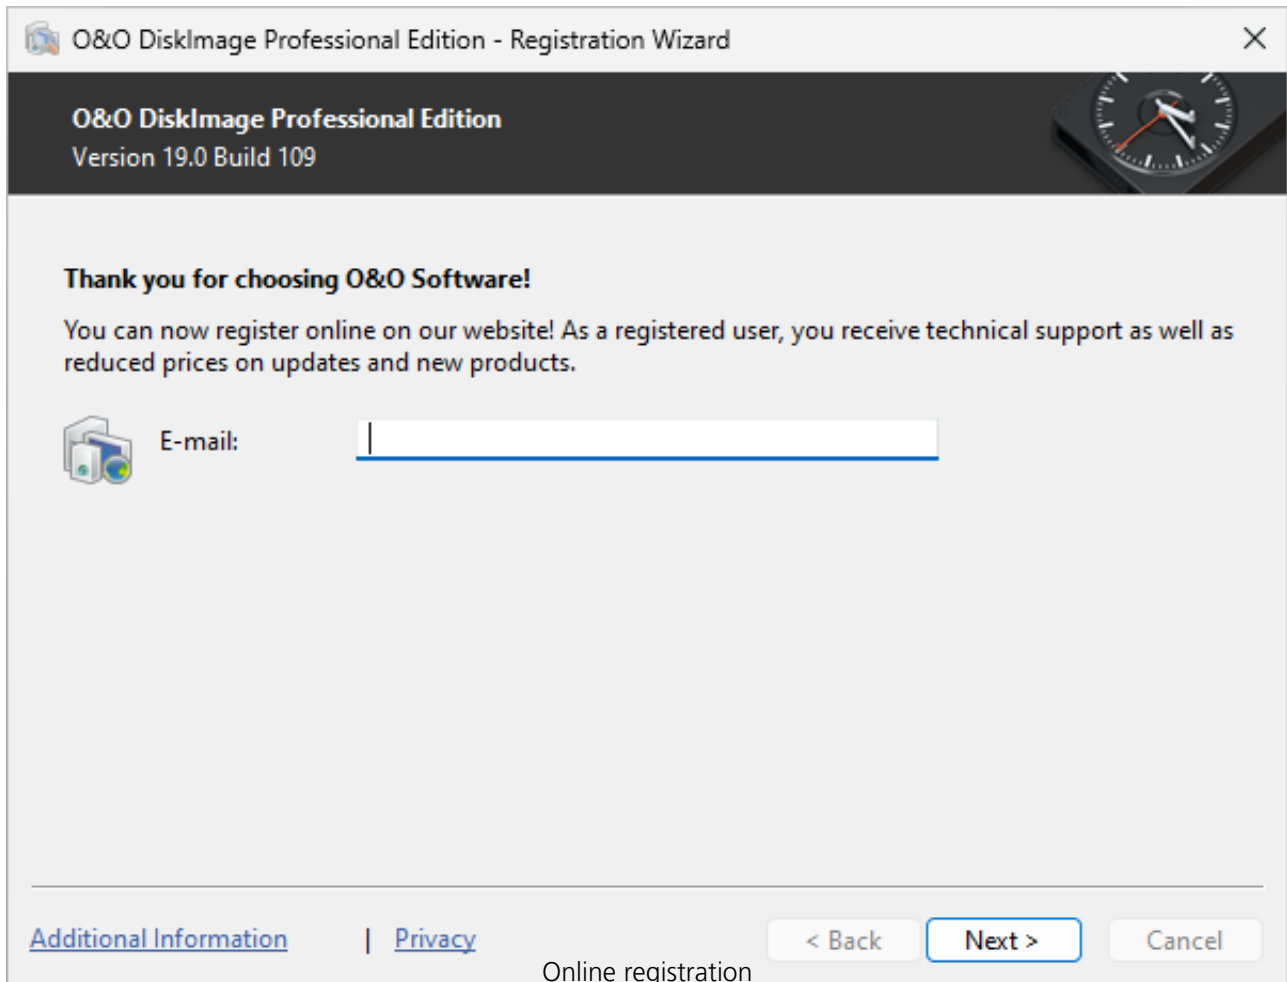 O&O DiskImage Professional Edition - Registration Wizard
O&O DiskImage Professional Edition
Version 19.0 Build 109
Thank you for choosing O&O Software!
You can now register online on our website! As a registered user, you receive technical support as well as
reduced prices on updates and new products.
E-mail:
Additional Information | Privacy < Back Next > Cancel
Online registration